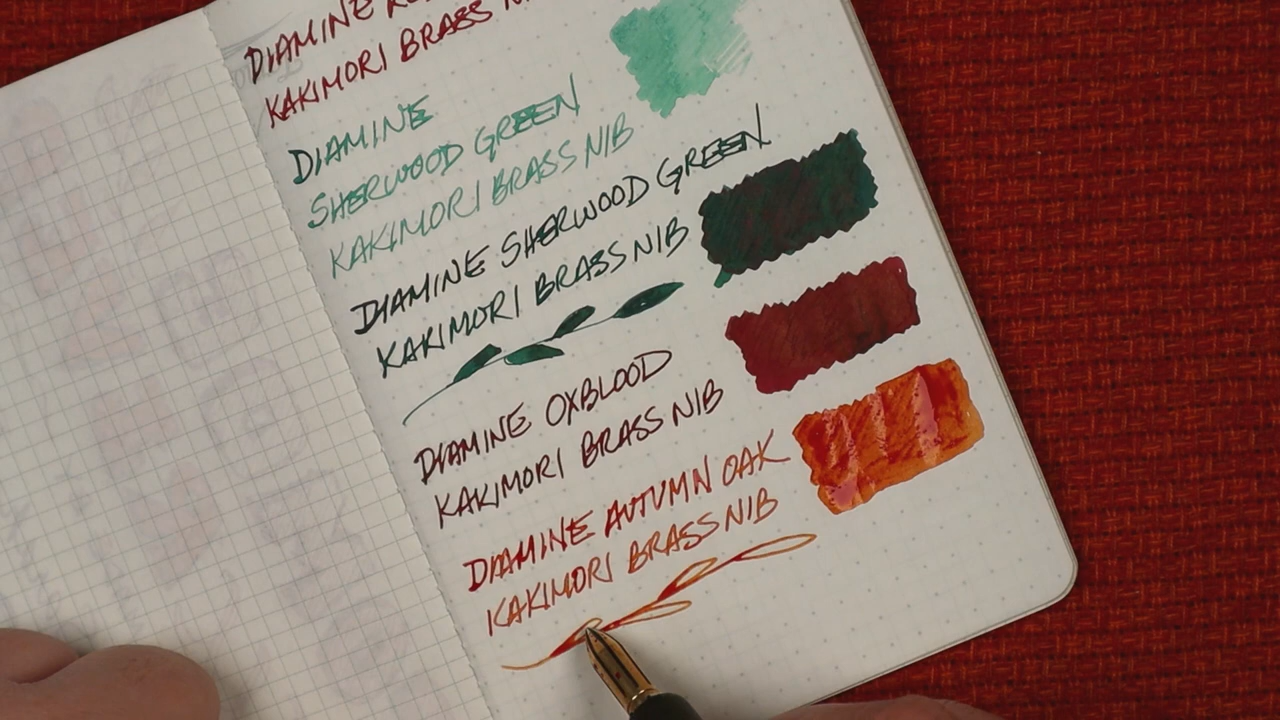 DIAMINE
KAKIMORI BRASS
DIAMINE
SHERWOOD GREEN
KAKIMORI BRASS NIB
DIAMINE SHERWOOD GREEN
KAKIMORI BRASS NIB
DIAMINE OXBLOOD
KAKIMORI BRASS NIB
DIAMINE AUTUMN OAK
KAKIMORI BRASS NIB